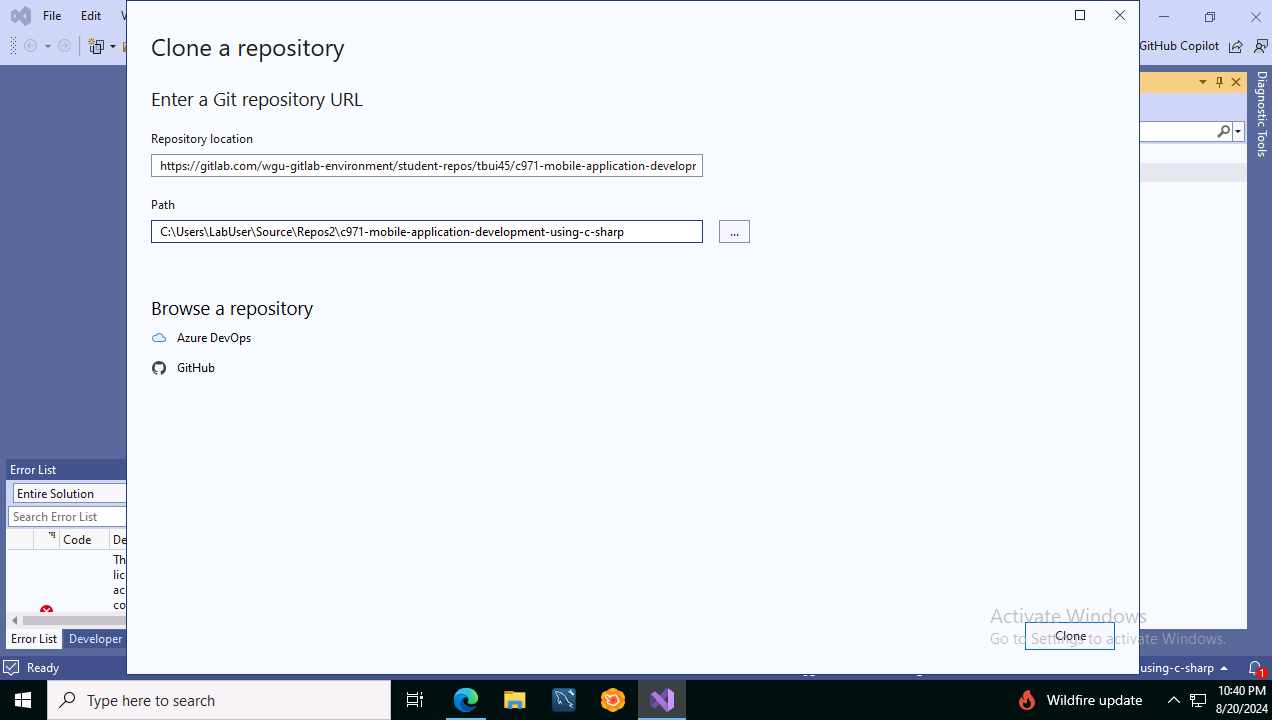 File Edit
Clone a repository
GitHub Copilot
Enter a Git repository URL
Diagnostic Tools
Repository location
https://gitlab.com/wgu-gitlab-environment/student-repos/tbui45/c971-mobile-application-developr
Path
C:\Users\LabUser\Source\Repos2\c971-mobile-application-development-using-c-sharp
...
Browse a repository
Azure DevOps
GitHub
Error List
Entire Solution
Search Error List
Code De
Th
lic
ac
co
Activate Windows
Go to Settings to activate Windows.
Clone
Error List Developer
Ready
using-c-sharp
1
Type here to search
Wildfire update
10:40 PM
8/20/2024